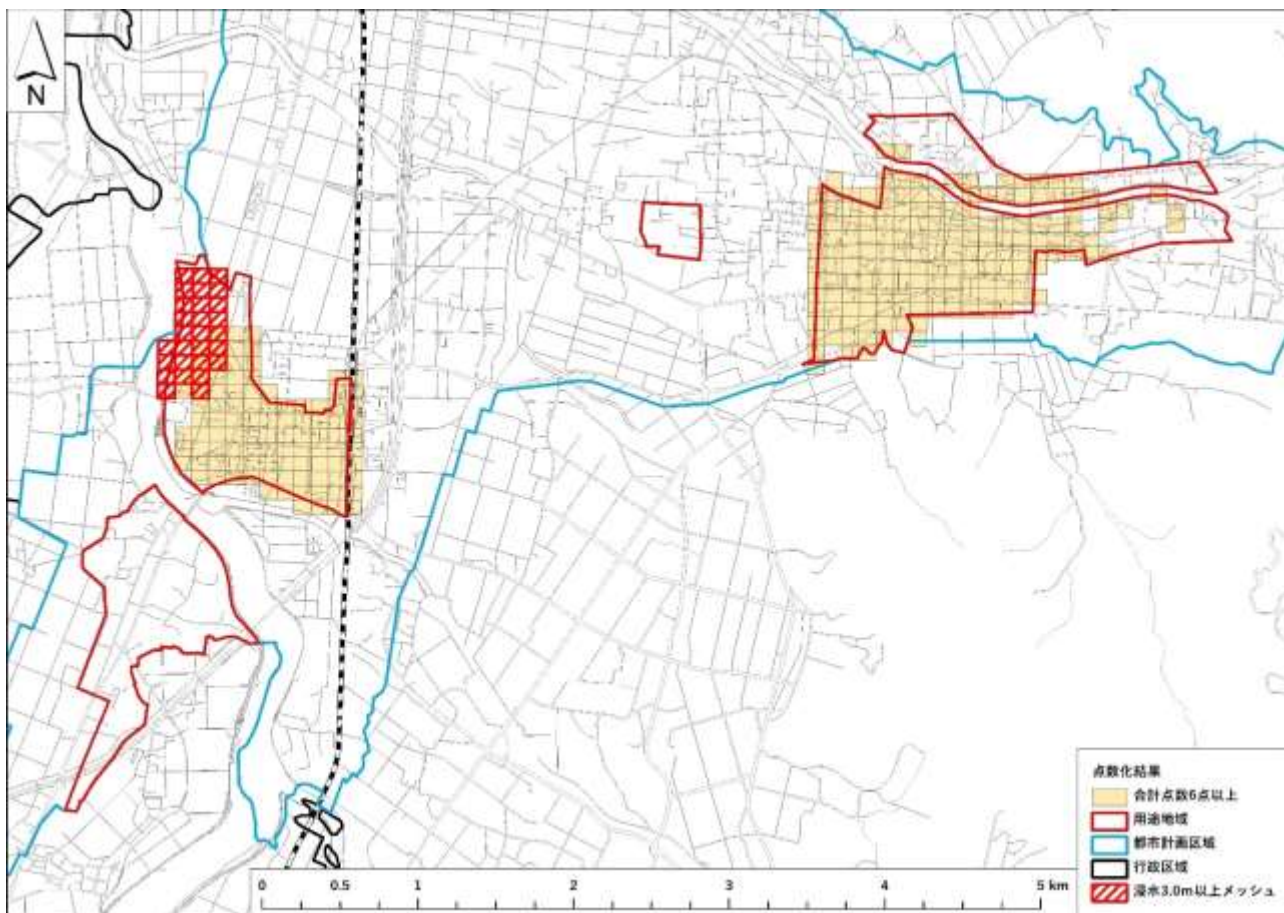 N
点数化結果
合計点数6点以上
用途地域
都市計画区域
行政区域
浸水3.0m以上メッシュ
0 0.5 1 2 3 4 5 km